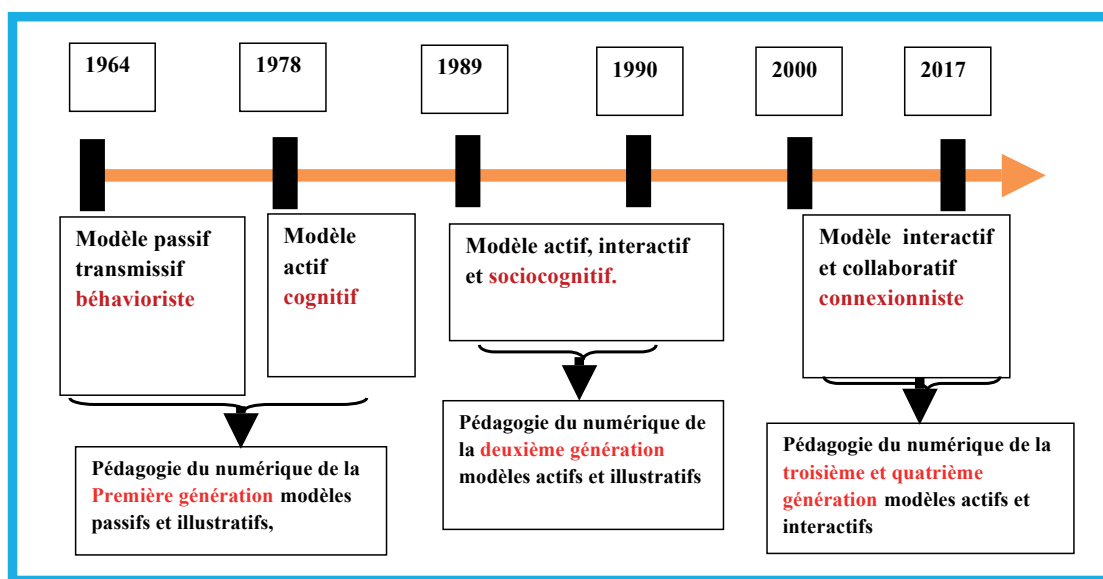 1964
1978
1989
1990
2000
2017
Modèle passif
transmissif
béhavioriste
Modèle
actif
cognitif
Modèle actif, interactif
et sociocognitif.
Modèle interactif
et collaboratif
connexionniste
Pédagogie du numérique de la
Première génération modèles
passifs et illustratifs,
Pédagogie du numérique de
la deuxième génération
modèles actifs et illustratifs
Pédagogie du numérique de la
troisième et quatrième
génération modèles actifs et
interactifs